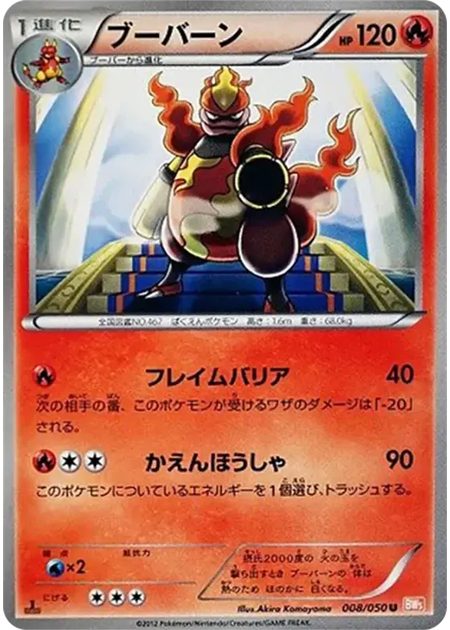 1進化 ブーバーン HP120
ブーバーから進化
全国図鑑NO.467 ばくえんポケモン 高さ:1.6m 重さ:68.0kg
フレイムバリア 40
次の相手の番、このポケモンが受けるワザのダメージは「-20」
される。
かえんほうしゃ 90
このポケモンについているエネルギーを1個選び、トラッシュする。
弱点 抵抗力
×2
摂氏2000度の 火の玉を
撃ち出すとき ブーバーンの 体は
熱のため ほのかに 白くなる。
にげる
Illus.Akira Komayama 008/050 U
©2012 Pokémon/Nintendo/Creatures/GAME FREAK.